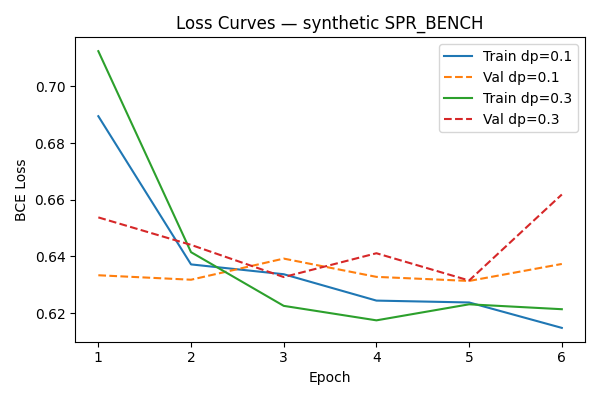 Loss Curves — synthetic SPR_BENCH
BCE Loss
0.70
0.68
0.66
0.64
0.62
Train dp=0.1
Val dp=0.1
Train dp=0.3
Val dp=0.3
1 2 3 4 5 6
Epoch